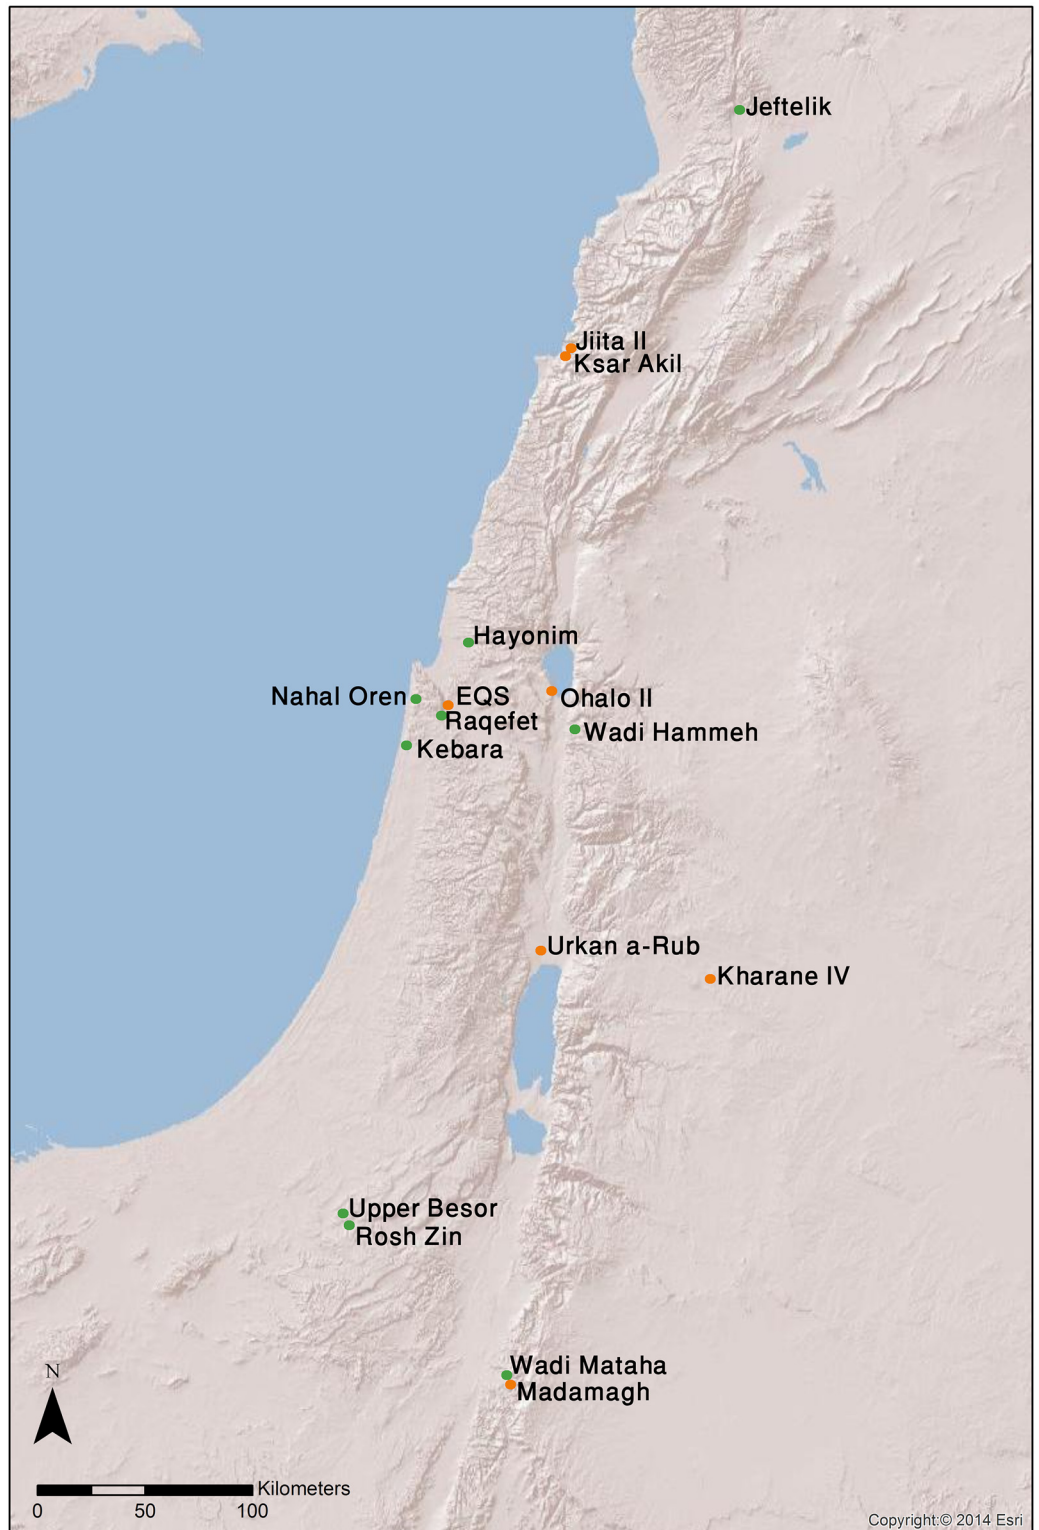 Jeftelik
Jiita II
Ksar Akil
Hayonim
Nahal Oren
EQS
Ohalo II
Raqefet
Wadi Hammeh
Kebara
Urkan a-Rub
Kharane IV
Upper Besor
Rosh Zin
Wadi Mataha
Madamagh
N
Kilometers
0 50 100
Copyright:© 2014 Esri